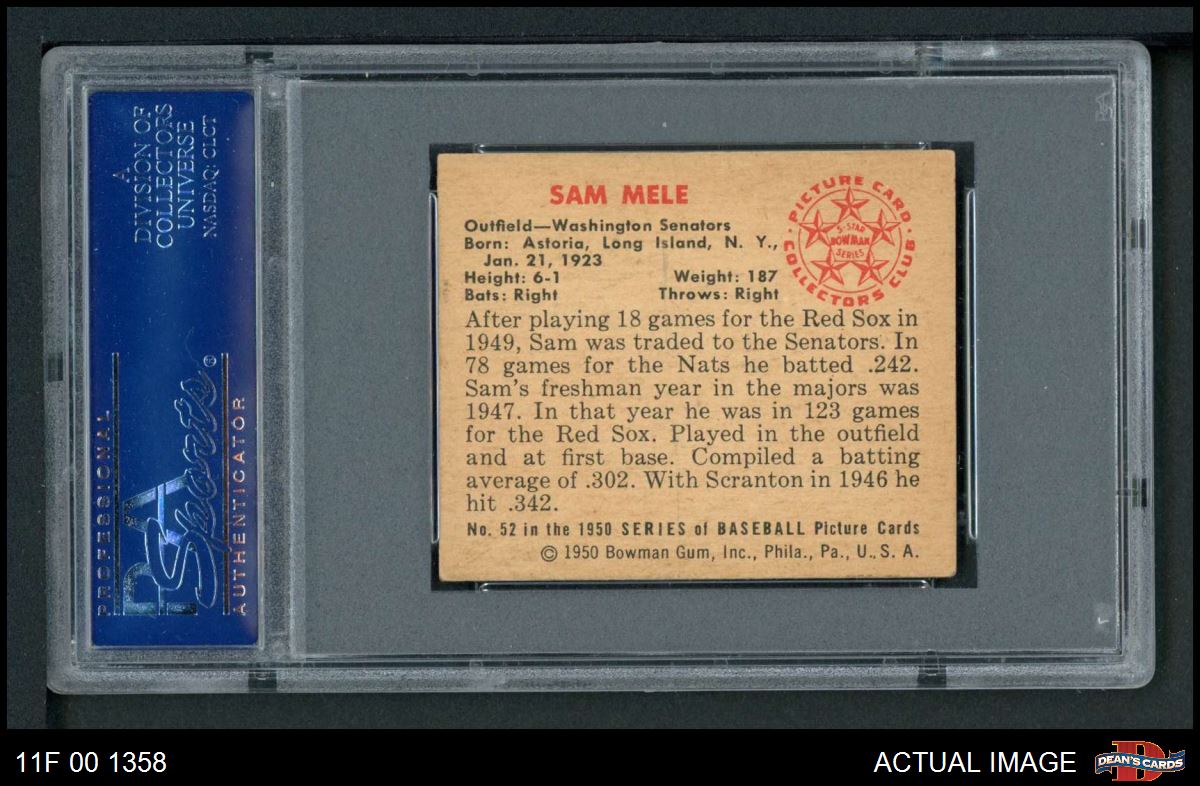 A
DIVISION OF
COLLECTORS
UNIVERSE
NASDAQ: CLCT
PROFESSIONAL
PSA
Sports®
AUTHENTICATOR
SAM MELE
Outfield—Washington Senators
Born: Astoria, Long Island, N. Y.,
Jan. 21, 1923
Height: 6-1 Weight: 187
Bats: Right Throws: Right
PICTURE CARD
COLLECTORS CLUB
5-STAR
BOWMAN
SERIES
After playing 18 games for the Red Sox in
1949, Sam was traded to the Senators. In
78 games for the Nats he batted .242.
Sam's freshman year in the majors was
1947. In that year he was in 123 games
for the Red Sox. Played in the outfield
and at first base. Compiled a batting
average of .302. With Scranton in 1946 he
hit .342.
No. 52 in the 1950 SERIES of BASEBALL Picture Cards
© 1950 Bowman Gum, Inc., Phila., Pa., U. S. A.
11F 00 1358
ACTUAL IMAGE
D
DEAN'S CARDS